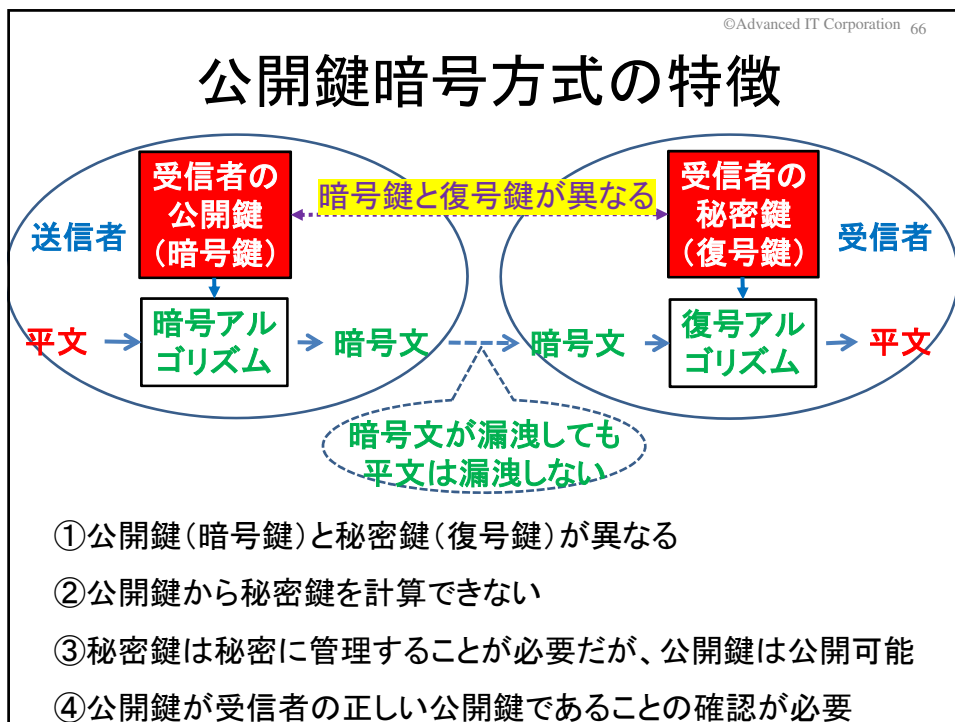 ©Advanced IT Corporation 66
公開鍵暗号方式の特徴
受信者の
公開鍵
(暗号鍵)
暗号鍵と復号鍵が異なる
受信者の
秘密鍵
(復号鍵)
送信者
受信者
平文
暗号アル
ゴリズム
暗号文
暗号文
復号アル
ゴリズム
平文
暗号文が漏洩しても
平文は漏洩しない
①公開鍵(暗号鍵)と秘密鍵(復号鍵)が異なる
②公開鍵から秘密鍵を計算できない
③秘密鍵は秘密に管理することが必要だが、公開鍵は公開可能
④公開鍵が受信者の正しい公開鍵であることの確認が必要